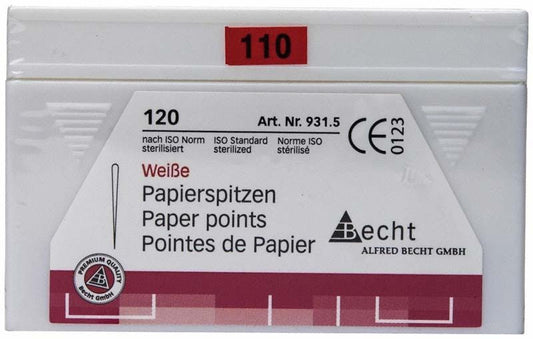 110
120 Art. Nr. 931.5
nach ISO Norm ISO Standard Norme ISO
sterilisiert sterilized stérilisé
CE 0123
Weiße
Papierspitzen
Paper points
Pointes de Papier
Becht
ALFRED BECHT GMBH
PREMIUM QUALITY
Becht GmbH